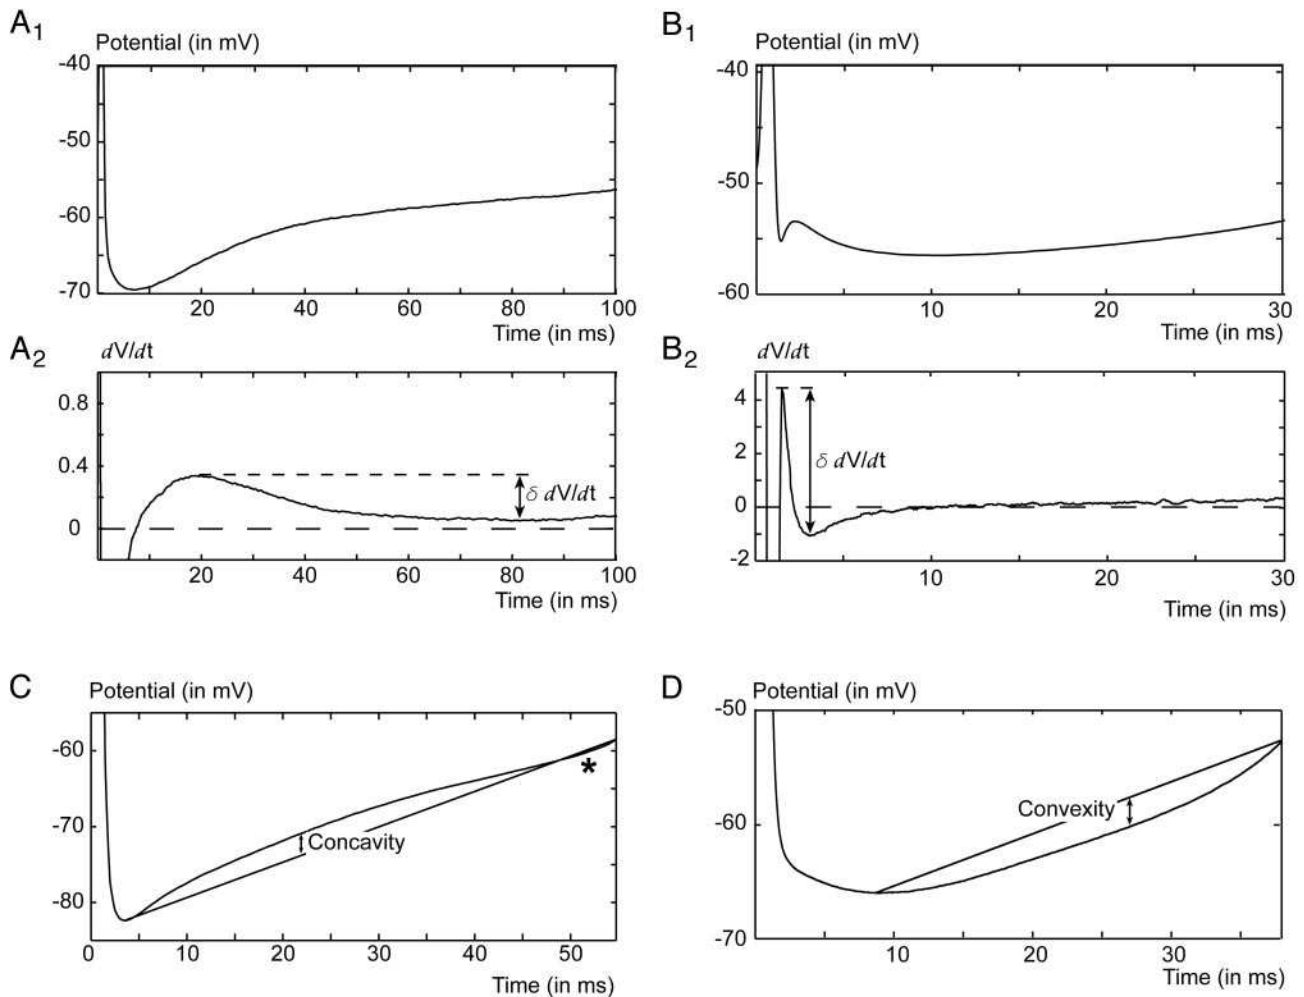 A1
Potential (in mV)
-40
-50
-60
-70
20
40
60
80
100
Time (in ms)
B1
Potential (in mV)
-40
-50
-60
10
20
30
Time (in ms)
A2
dV/dt
0.8
0.4
0
δ dV/dt
20
40
60
80
100
Time (in ms)
B2
dV/dt
4
2
0
-2
δ dV/dt
10
20
30
Time (in ms)
C
Potential (in mV)
-60
-70
-80
Concavity
*
0
10
20
30
40
50
Time (in ms)
D
Potential (in mV)
-50
-60
-70
Convexity
10
20
30
Time (in ms)